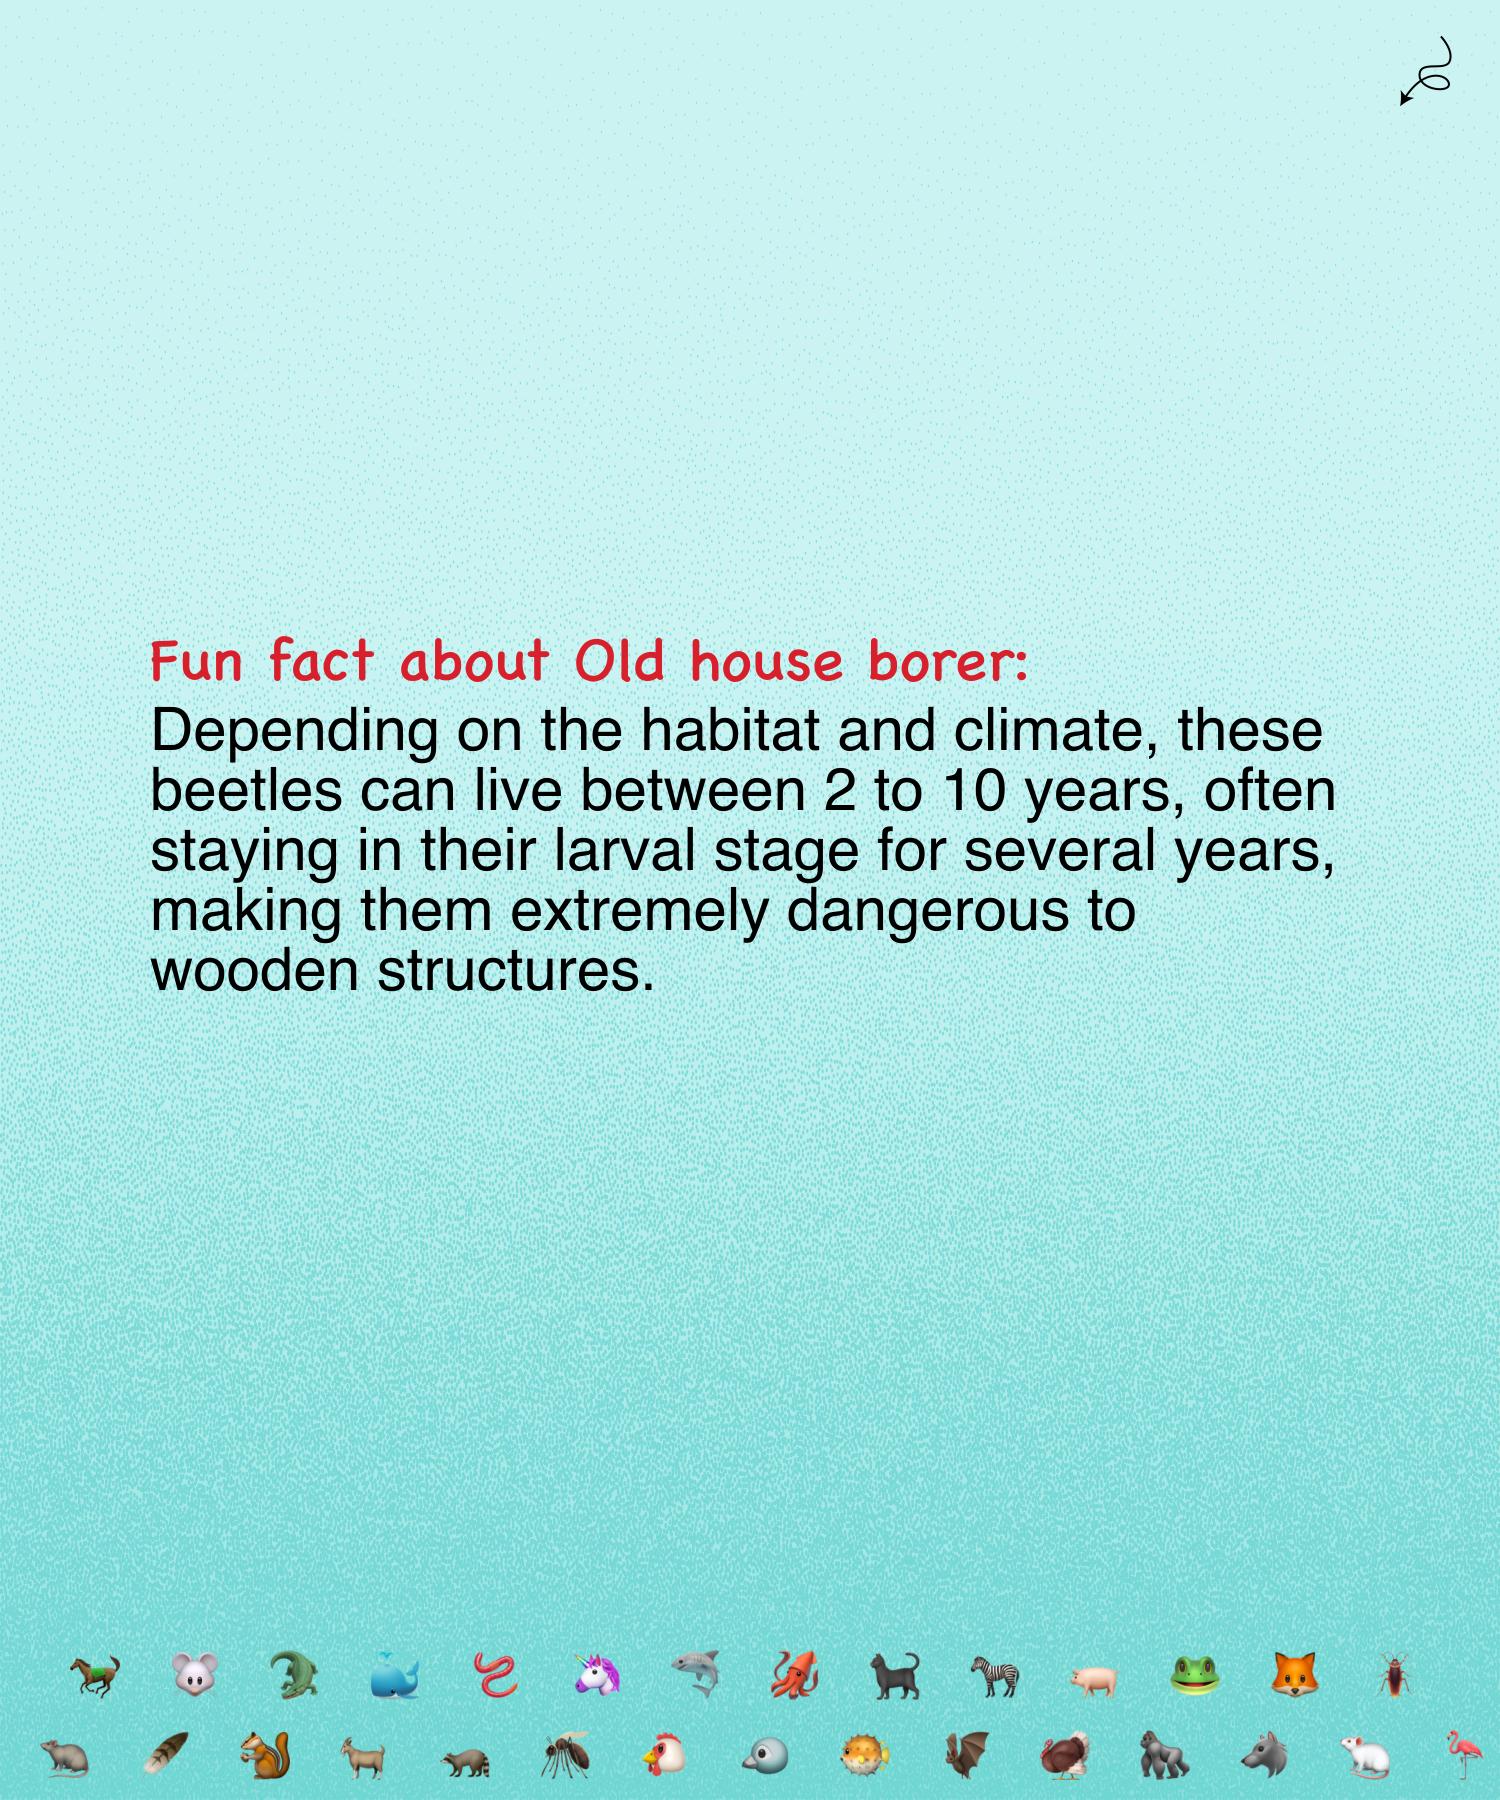 Fun fact about Old house borer:
Depending on the habitat and climate, these
beetles can live between 2 to 10 years, often
staying in their larval stage for several years,
making them extremely dangerous to
wooden structures.